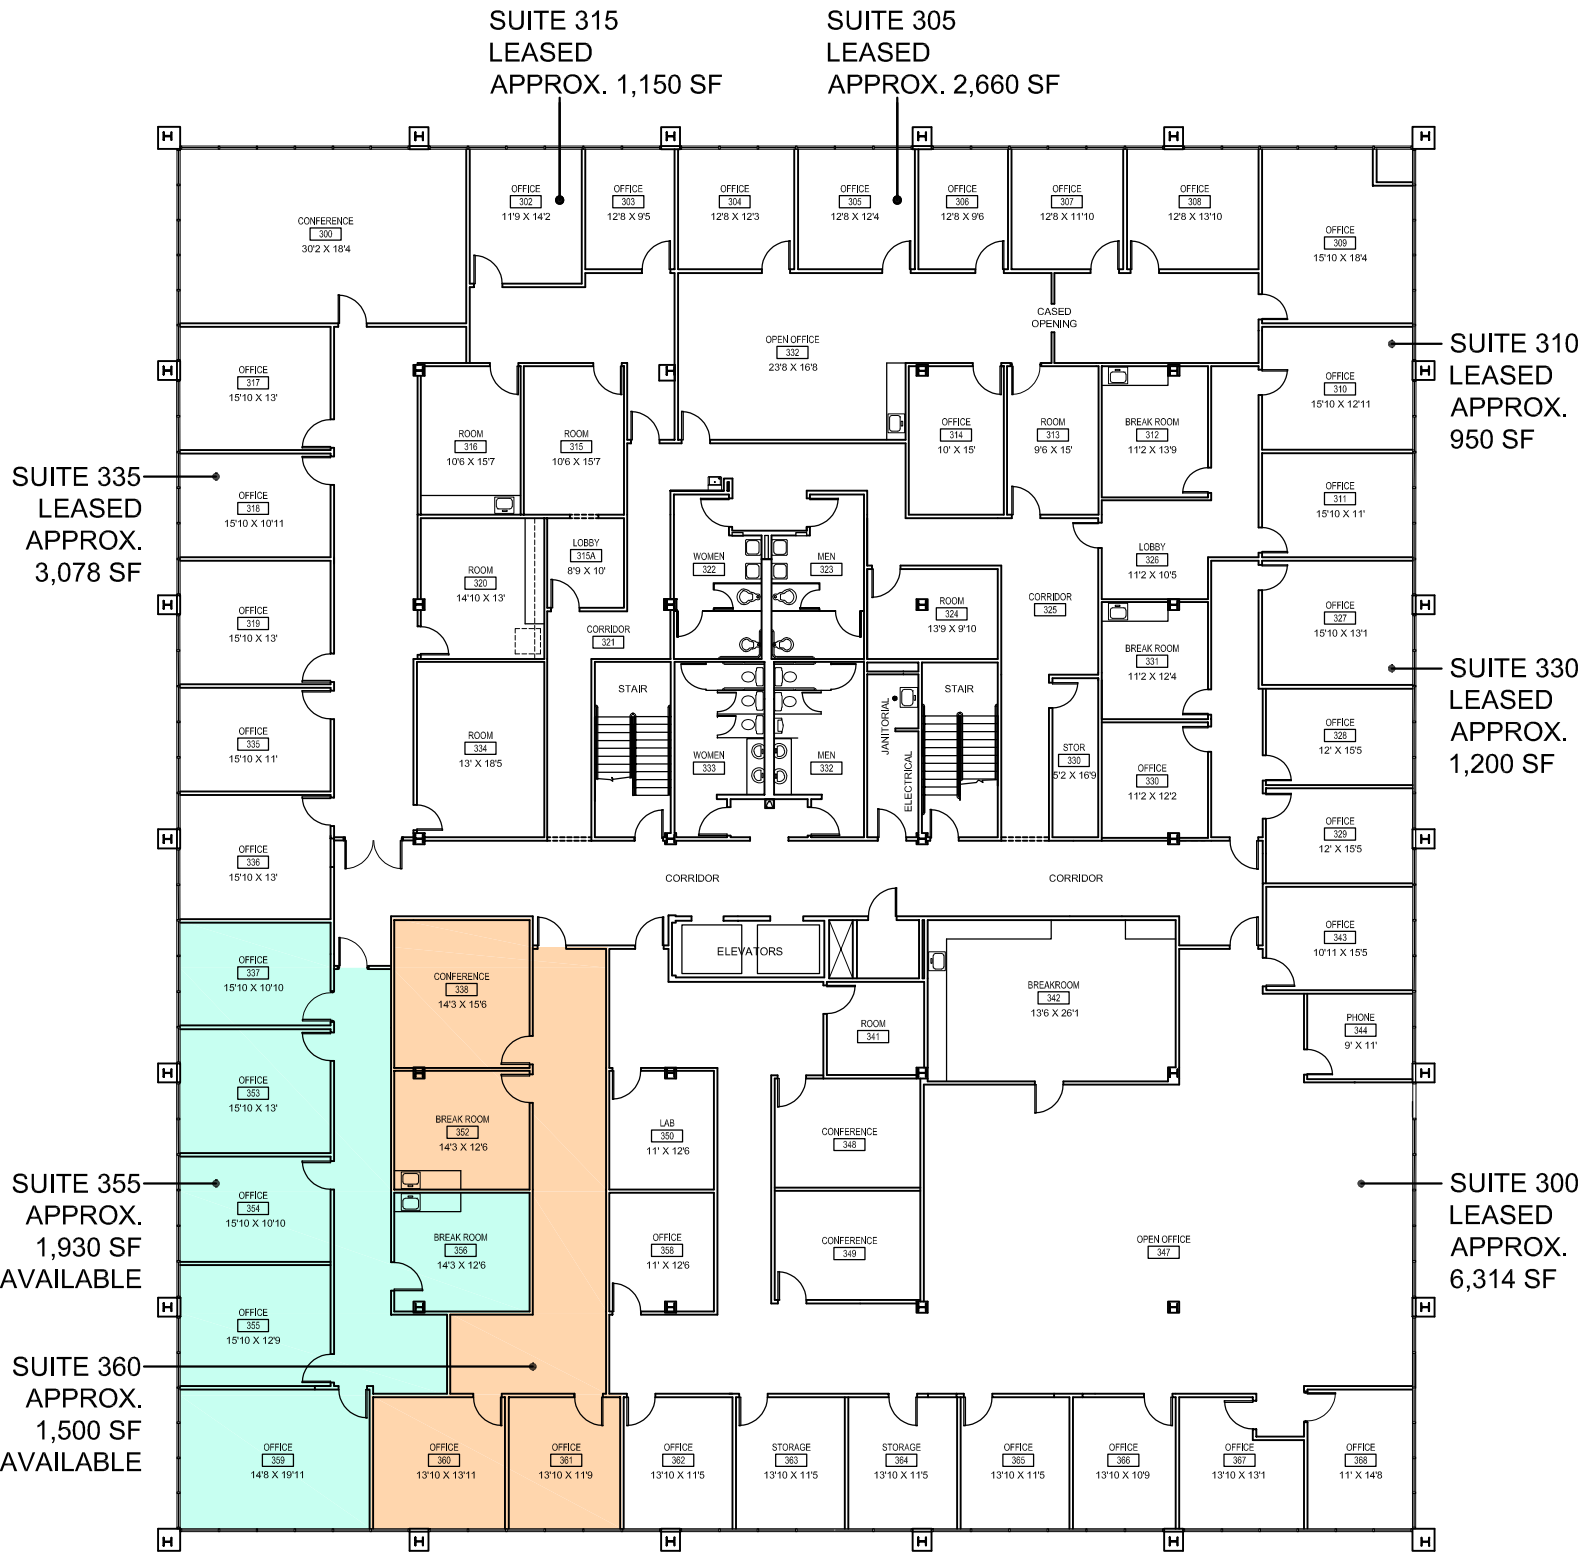 SUITE 315
LEASED
APPROX. 1,150 SF
SUITE 305
LEASED
APPROX. 2,660 SF
CONFERENCE
300
30'2 X 18'4
OFFICE
302
11'9 X 14'2
OFFICE
303
12'8 X 9'5
OFFICE
304
12'8 X 12'3
OFFICE
305
12'8 X 12'4
OFFICE
306
12'8 X 9'6
OFFICE
307
12'8 X 11'10
OFFICE
308
12'8 X 13'10
OFFICE
309
15'10 X 18'4
CASED
OPENING
OPEN OFFICE
332
23'8 X 16'8
SUITE 310
LEASED
APPROX.
950 SF
OFFICE
317
15'10 X 13'
OFFICE
310
15'10 X 12'11
ROOM
316
10'6 X 15'7
ROOM
315
10'6 X 15'7
OFFICE
314
10' X 15'
ROOM
313
9'6 X 15'
BREAK ROOM
312
11'2 X 13'9
SUITE 335
LEASED
APPROX.
3,078 SF
OFFICE
318
15'10 X 10'11
OFFICE
311
15'10 X 11'
LOBBY
315A
8'9 X 10'
WOMEN
322
MEN
323
LOBBY
326
11'2 X 10'5
ROOM
320
14'10 X 13'
ROOM
324
13'9 X 9'10
CORRIDOR
325
OFFICE
319
15'10 X 13'
CORRIDOR
321
OFFICE
327
15'10 X 13'1
BREAK ROOM
331
11'2 X 12'4
SUITE 330
LEASED
APPROX.
1,200 SF
STAIR
STAIR
JANITORIAL
ELECTRICAL
OFFICE
335
15'10 X 11'
ROOM
334
13' X 18'5
WOMEN
333
MEN
332
STOR
330
5'2 X 16'9
OFFICE
330
11'2 X 12'2
OFFICE
328
12' X 15'5
OFFICE
329
12' X 15'5
OFFICE
336
15'10 X 13'
CORRIDOR
CORRIDOR
OFFICE
343
10'11 X 15'5
ELEVATORS
OFFICE
337
15'10 X 10'10
CONFERENCE
338
14'3 X 15'6
BREAKROOM
342
13'6 X 26'1
ROOM
341
PHONE
344
9' X 11'
OFFICE
353
15'10 X 13'
BREAK ROOM
352
14'3 X 12'6
LAB
350
11' X 12'6
CONFERENCE
348
SUITE 355
APPROX.
1,930 SF
AVAILABLE
OFFICE
354
15'10 X 10'10
BREAK ROOM
356
14'3 X 12'6
OFFICE
358
11' X 12'6
CONFERENCE
349
OPEN OFFICE
347
SUITE 300
LEASED
APPROX.
6,314 SF
OFFICE
355
15'10 X 12'9
SUITE 360
APPROX.
1,500 SF
AVAILABLE
OFFICE
359
14'8 X 19'11
OFFICE
360
13'10 X 13'11
OFFICE
361
13'10 X 11'9
OFFICE
362
13'10 X 11'5
STORAGE
363
13'10 X 11'5
STORAGE
364
13'10 X 11'5
OFFICE
365
13'10 X 11'5
OFFICE
366
13'10 X 10'9
OFFICE
367
13'10 X 13'1
OFFICE
368
11' X 14'8